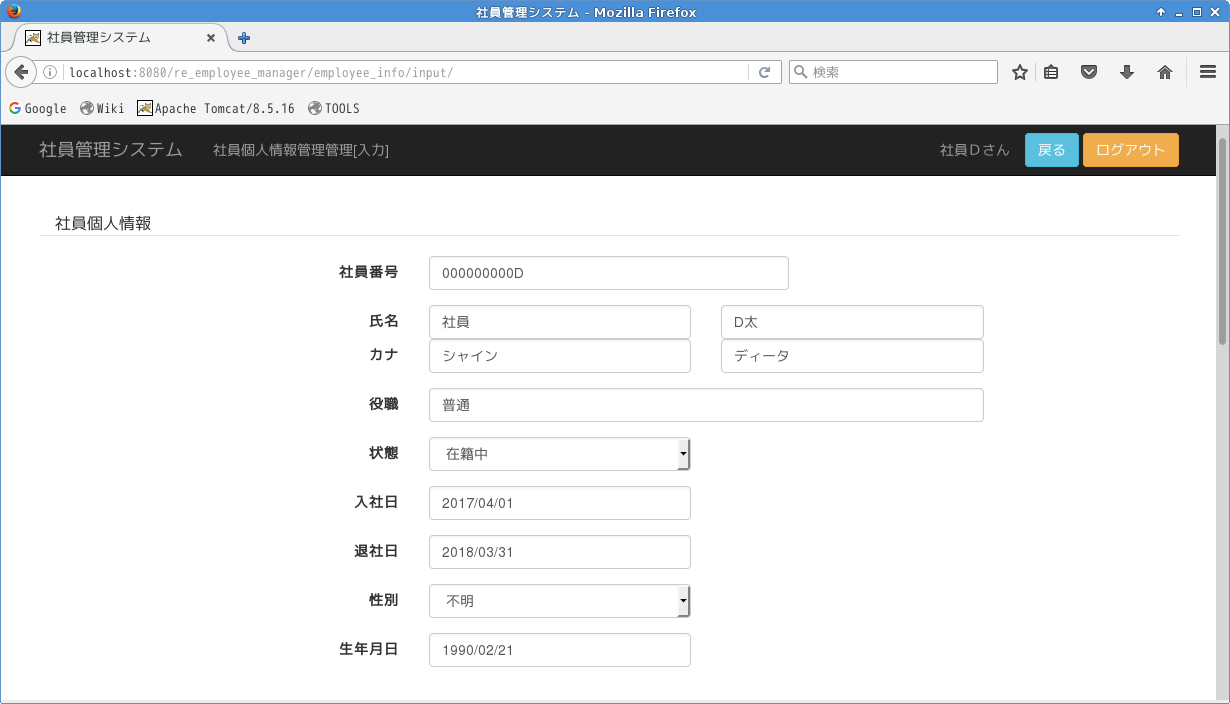 社員管理システム - Mozilla Firefox
社員管理システム
localhost:8080/re_employee_manager/employee_info/input/
検索
Google Wiki Apache Tomcat/8.5.16 TOOLS
社員管理システム 社員個人情報管理管理[入力] 社員Ｄさん 戻る ログアウト
社員個人情報
社員番号 000000000D
氏名 社員 D太
カナ シャイン ディータ
役職 普通
状態 在籍中
入社日 2017/04/01
退社日 2018/03/31
性別 不明
生年月日 1990/02/21